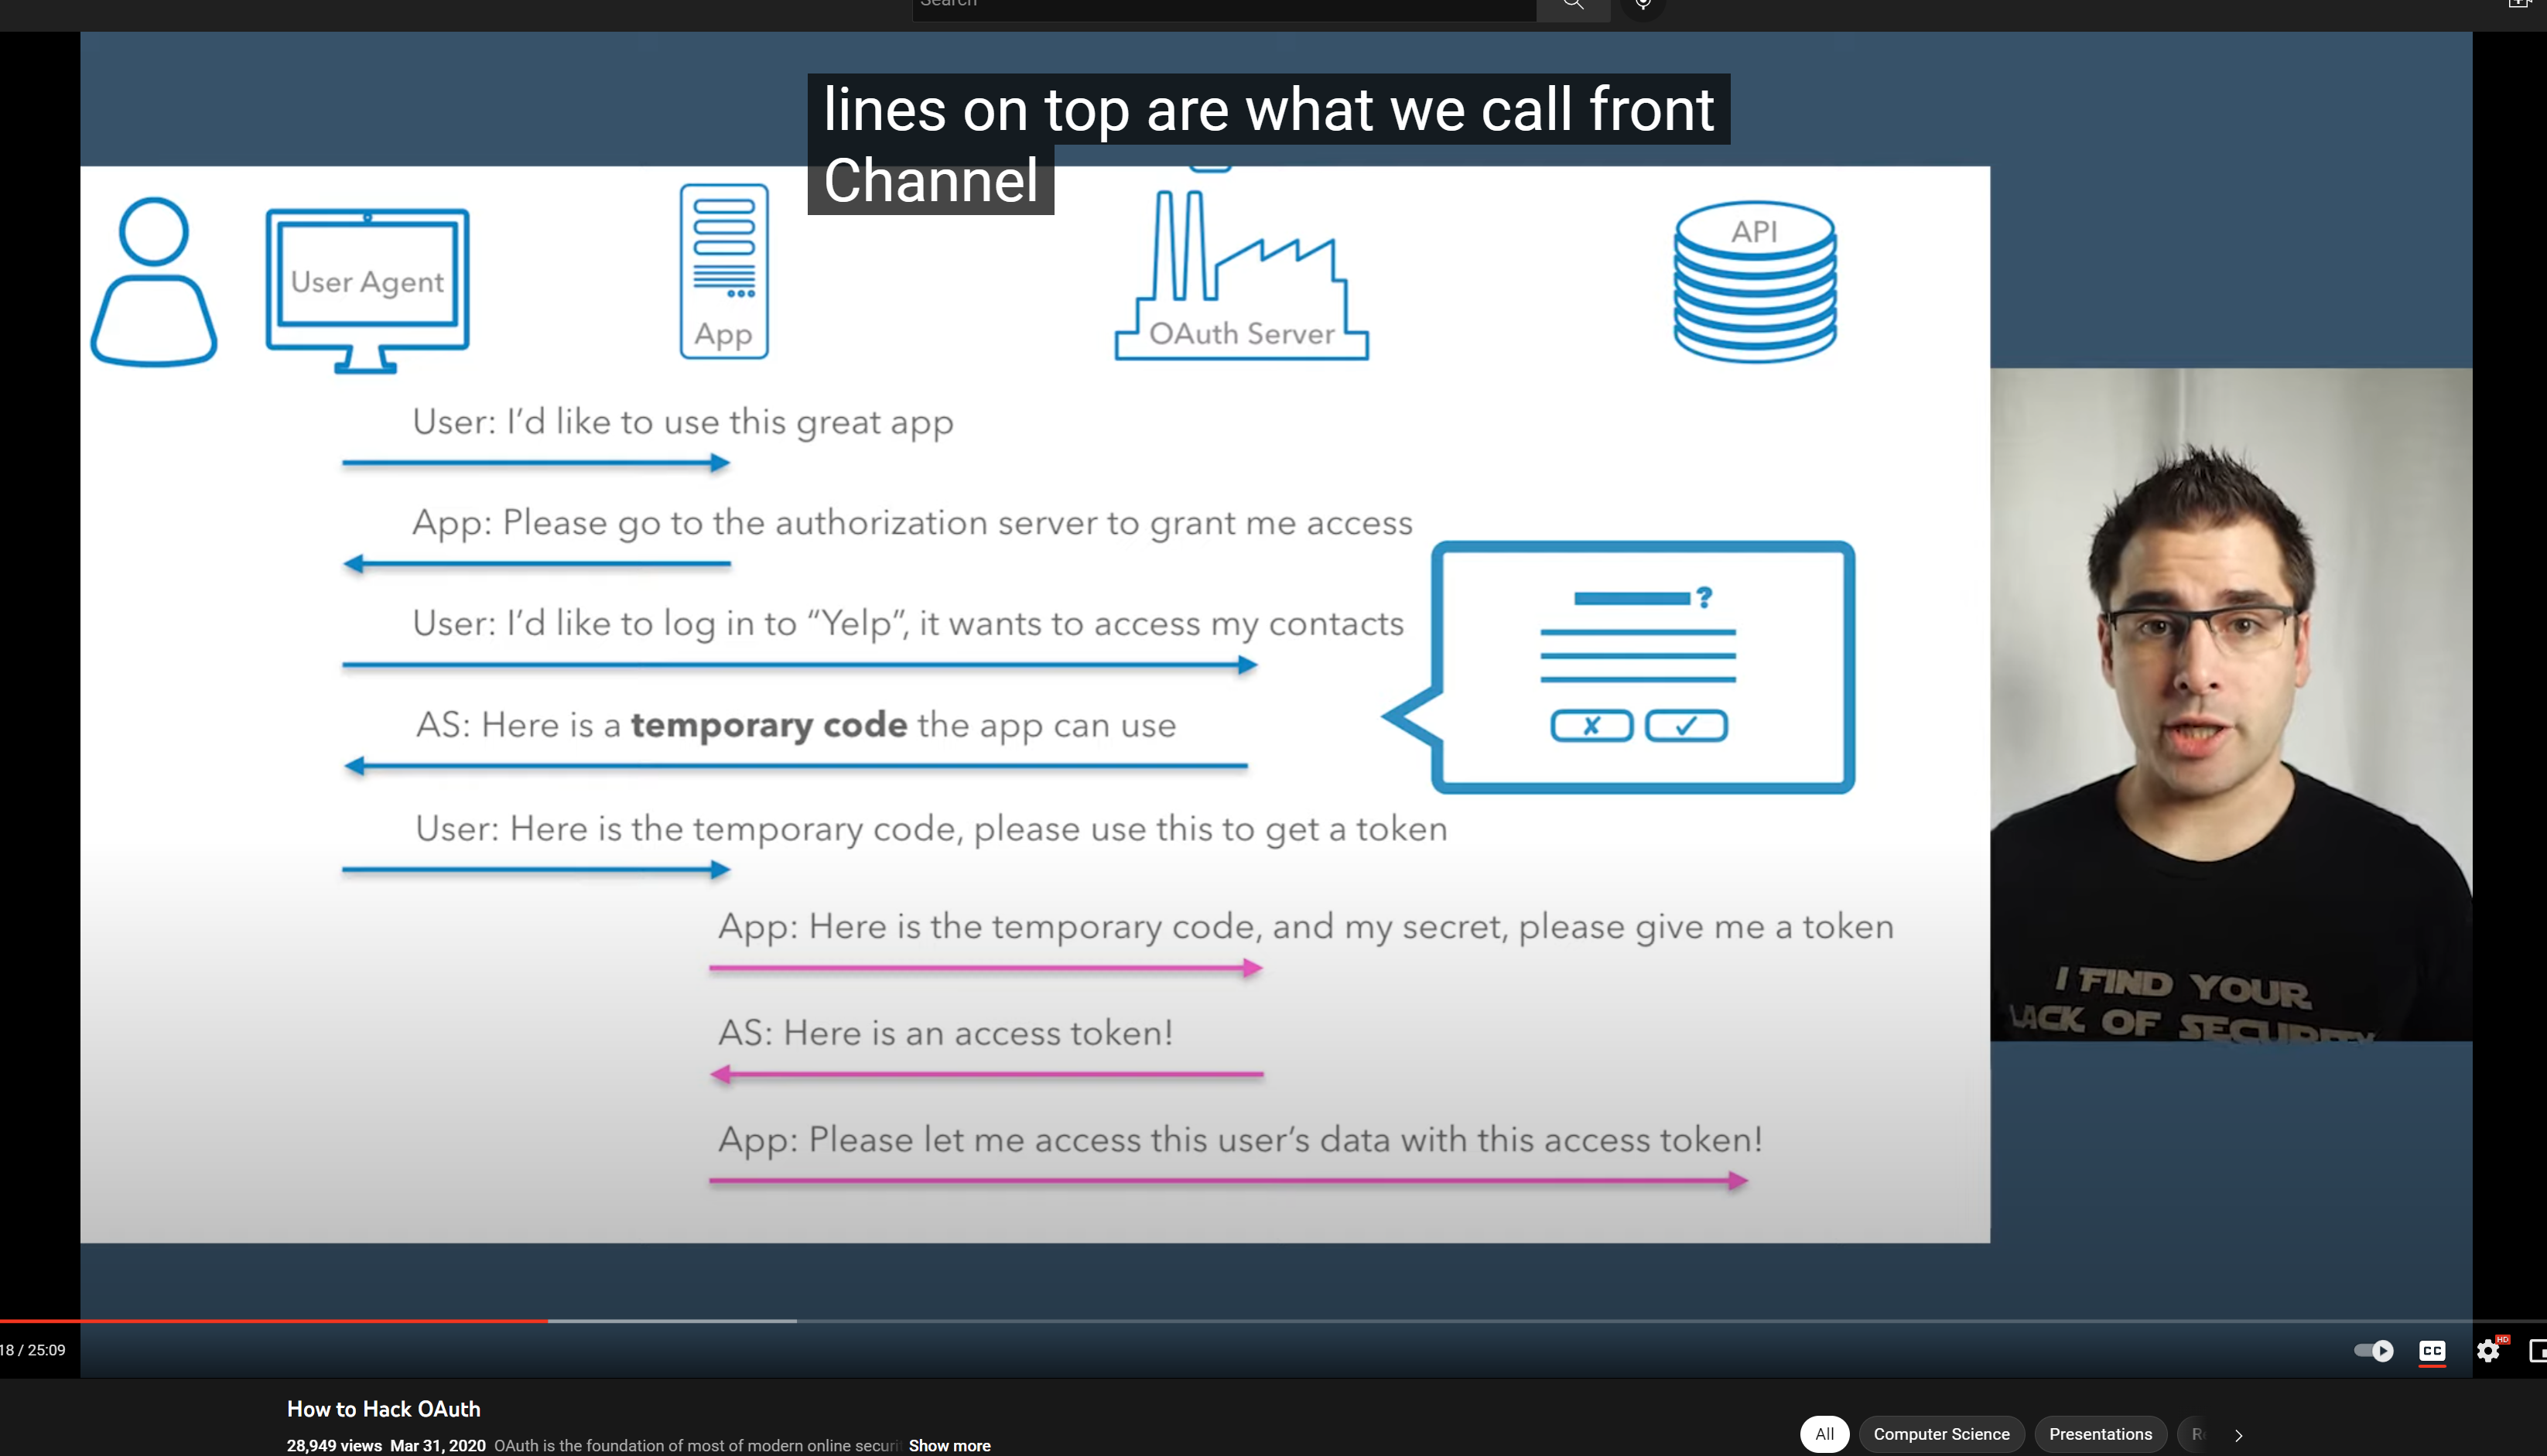 Search
lines on top are what we call front
Channel
User Agent
App
OAuth Server
API
User: I’d like to use this great app
App: Please go to the authorization server to grant me access
User: I’d like to log in to “Yelp”, it wants to access my contacts
?
AS: Here is a temporary code the app can use
User: Here is the temporary code, please use this to get a token
App: Here is the temporary code, and my secret, please give me a token
I FIND YOUR
LACK OF SECURITY
AS: Here is an access token!
App: Please let me access this user’s data with this access token!
18 / 25:09
CC
HD
How to Hack OAuth
28,949 views Mar 31, 2020 OAuth is the foundation of most of modern online securi Show more
All
Computer Science
Presentations